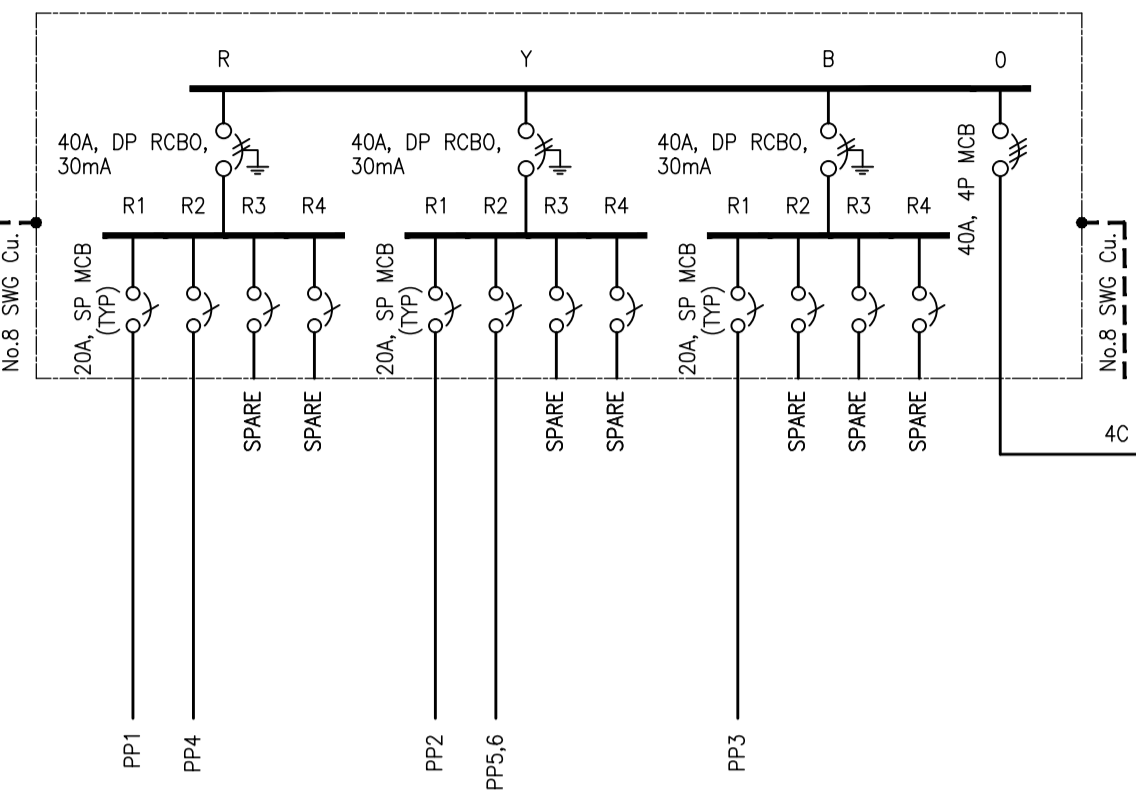 R
Y
B
0
40A, DP RCBO,
30mA
40A, DP RCBO,
30mA
40A, DP RCBO,
30mA
40A, 4P MCB
R1
R2
R3
R4
R1
R2
R3
R4
R1
R2
R3
R4
No.8 SWG Cu.
20A, SP MCB
(TYP)
20A, SP MCB
(TYP)
20A, SP MCB
(TYP)
No.8 SWG Cu.
SPARE
SPARE
SPARE
SPARE
SPARE
SPARE
SPARE
4C
PP1
PP4
PP2
PP5,6
PP3